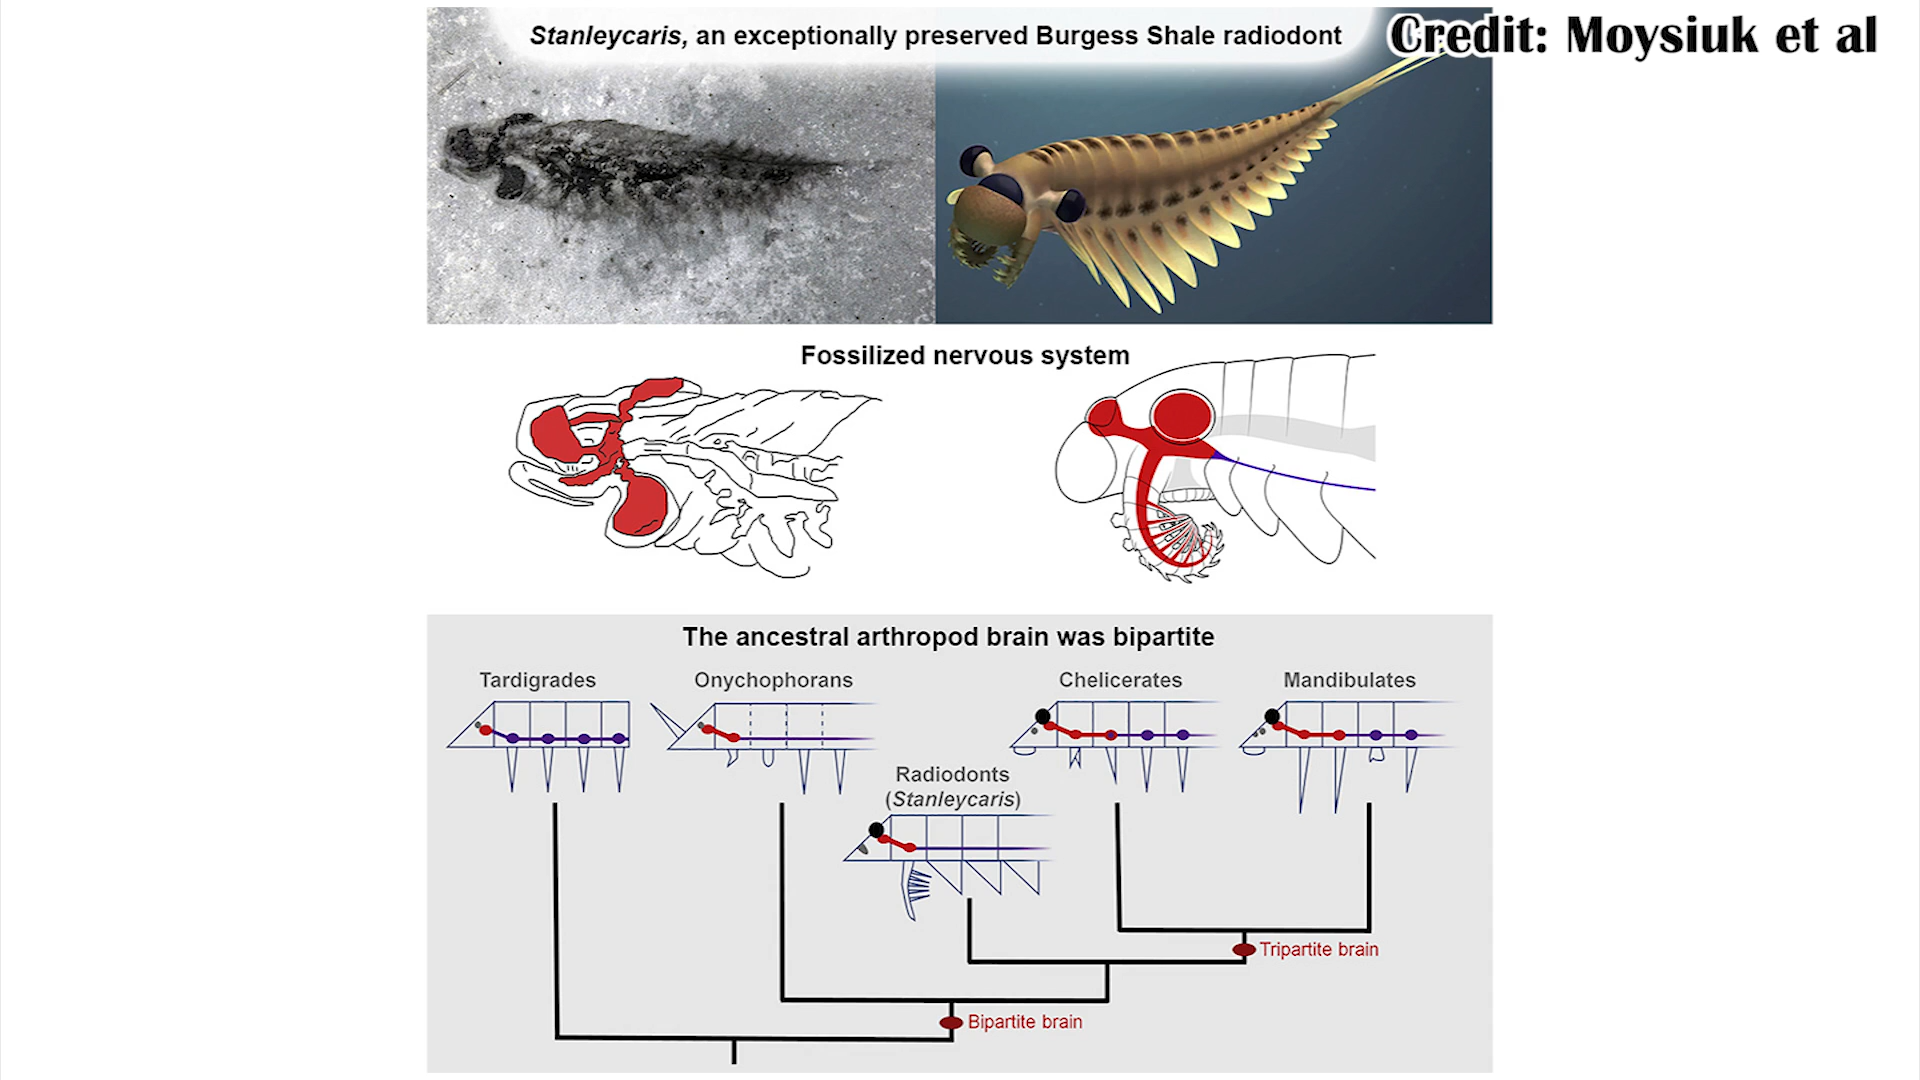 Stanleycaris, an exceptionally preserved Burgess Shale radiodont
Credit: Moysiuk et al
Fossilized nervous system
The ancestral arthropod brain was bipartite
Tardigrades
Onychophorans
Chelicerates
Mandibulates
Radiodonts
(Stanleycaris)
Tripartite brain
Bipartite brain